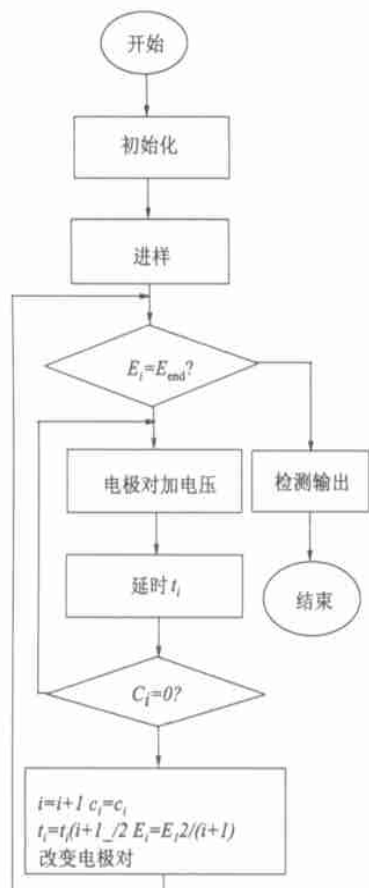 开始
初始化
进样
E_i=E_end?
电极对加电压
检测输出
延时 t_i
结束
C_i=0?
i=i+1 c_i=c_i
t_i=t_i(i+1_/2 E_i=E_i2/(i+1)
改变电极对